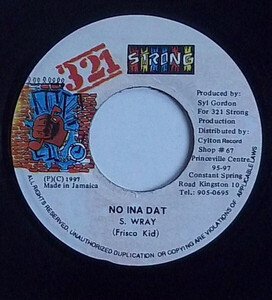 321
STRONG
Produced by:
Syl Gordon
For 321 Strong
Production
Distributed by:
Cylton Record
Shop # 67
Princeville Centre
95-97
Constant Spring
Road Kingston 10
Tel.: 905-0695
(P)(C)1997
Made in Jamaica
NO INA DAT
S. WRAY
(Frisco Kid)
ALL RIGHTS RESERVED. UNAUTHORIZED DUPLICATION OR COPYING ARE VIOLATIONS OF APPLICABLE LAWS